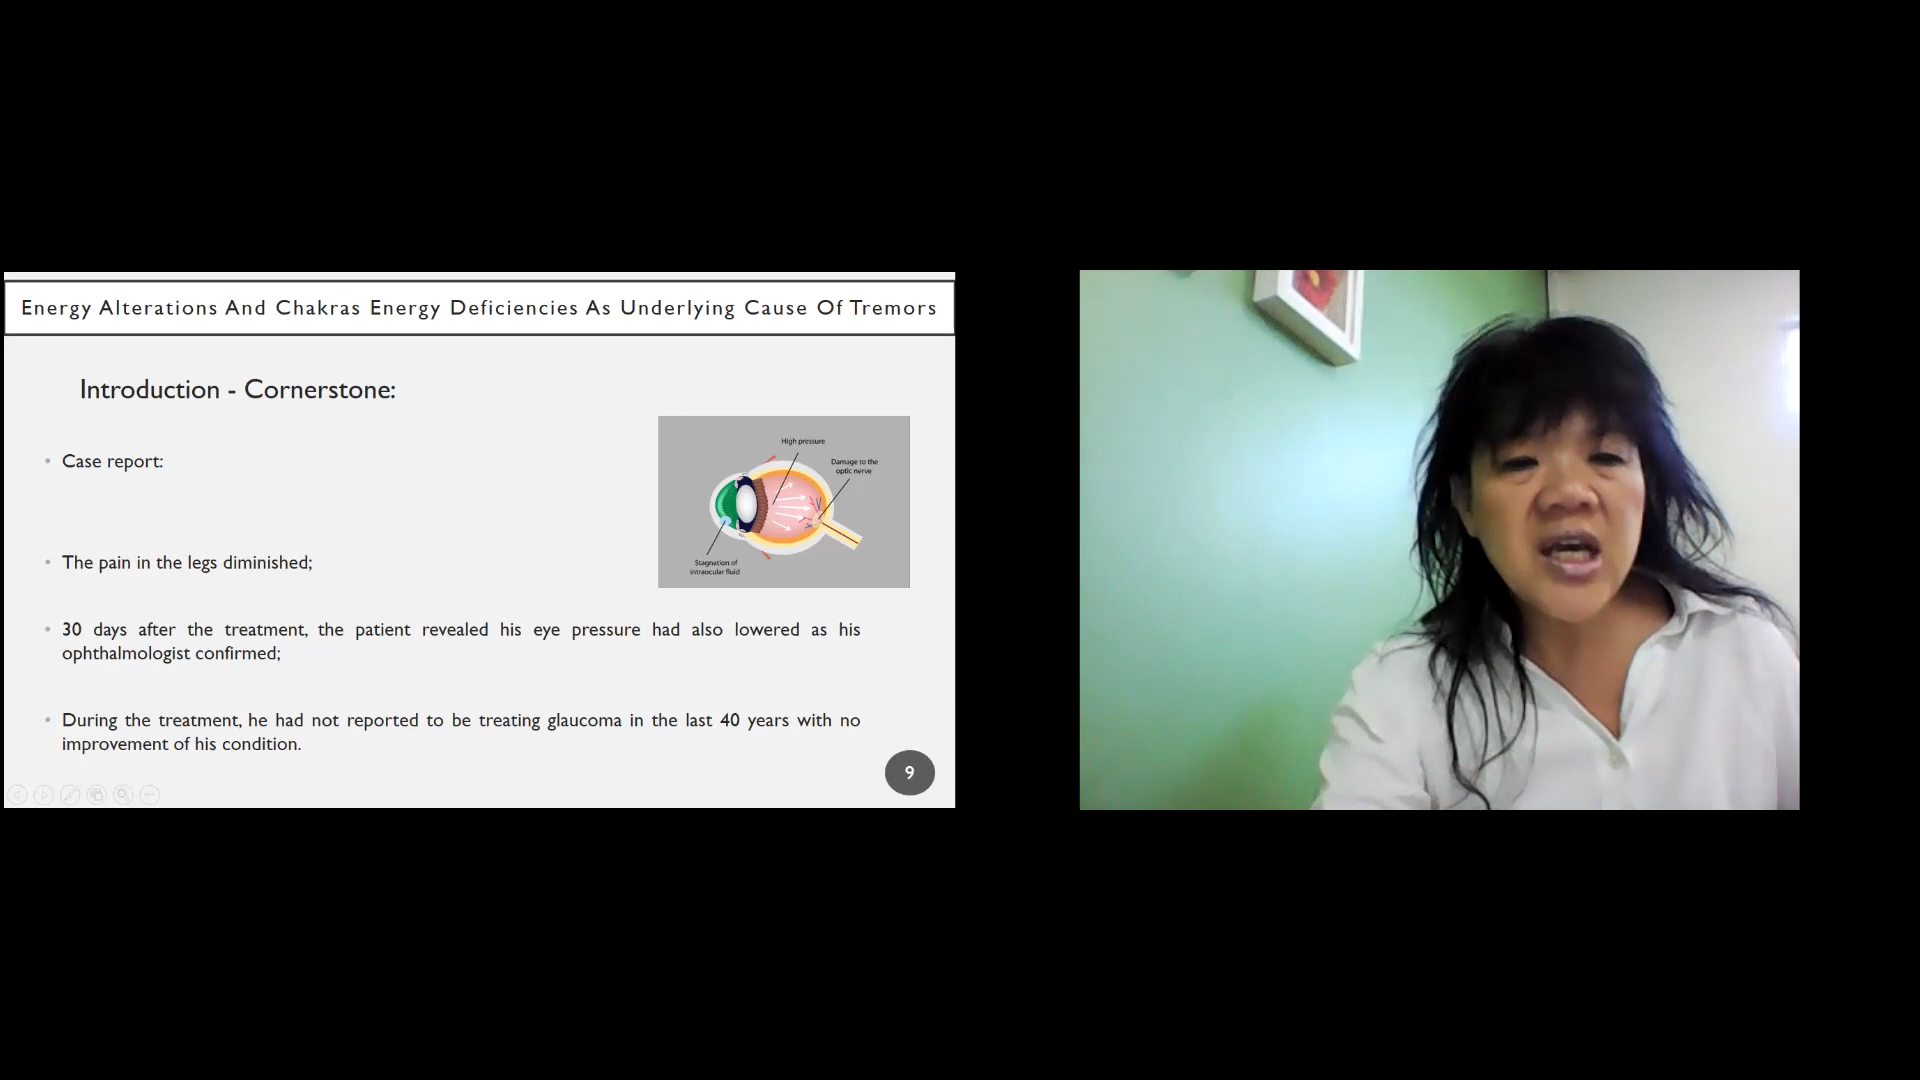 Energy Alterations And Chakras Energy Deficiencies As Underlying Cause Of Tremors
Introduction - Cornerstone:
• Case report:
High pressure
Damage to the
optic nerve
Stagnation of
intraocular fluid
• The pain in the legs diminished;
• 30 days after the treatment, the patient revealed his eye pressure had also lowered as his
ophthalmologist confirmed;
• During the treatment, he had not reported to be treating glaucoma in the last 40 years with no
improvement of his condition.
9